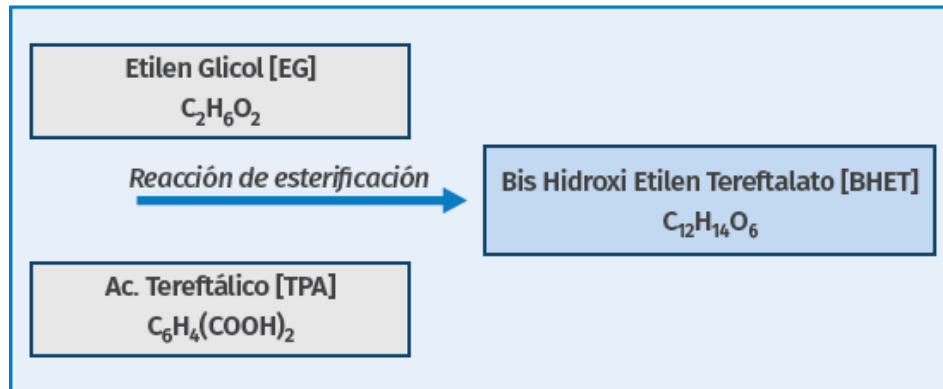 Etilen Glicol [EG]
C₂H₆O₂
Reacción de esterificación
Bis Hidroxi Etilen Tereftalato [BHET]
C₁₂H₁₄O₆
Ac. Tereftálico [TPA]
C₆H₄(COOH)₂